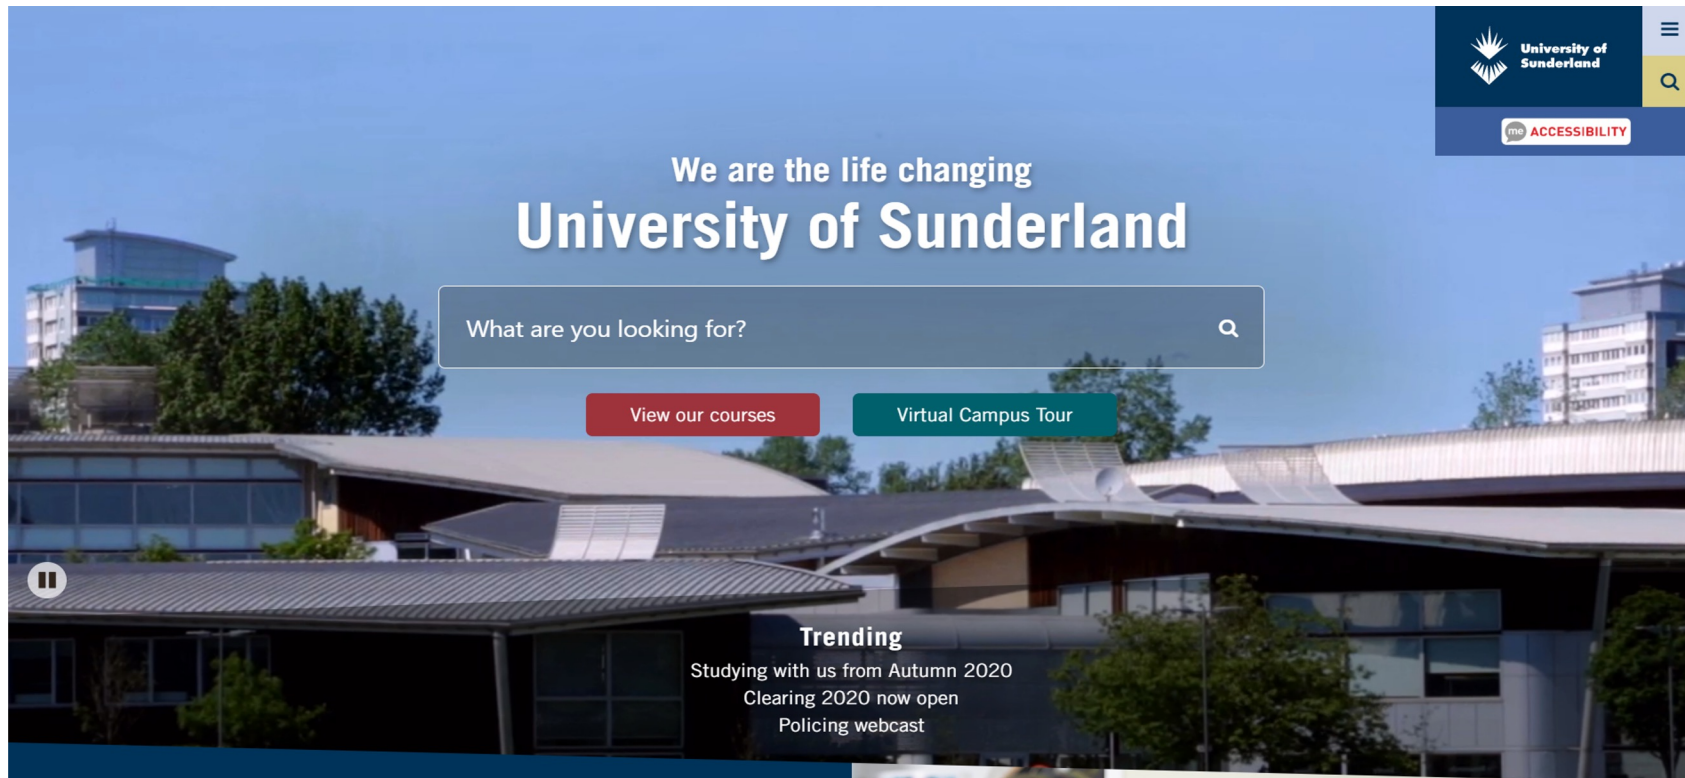 University of
Sunderland
me ACCESSIBILITY
We are the life changing
University of Sunderland
What are you looking for?
View our courses
Virtual Campus Tour
Trending
Studying with us from Autumn 2020
Clearing 2020 now open
Policing webcast